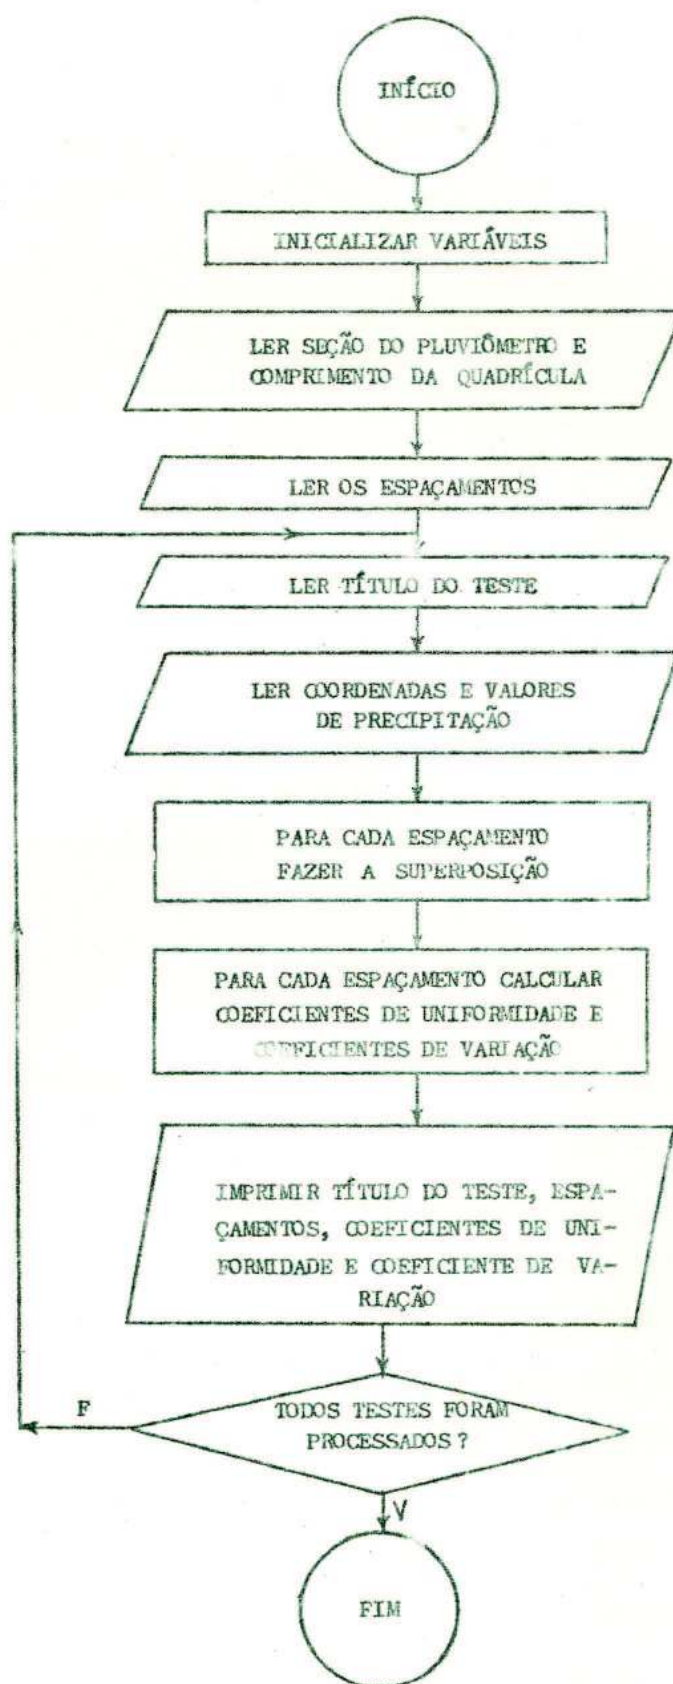 INÍCIO
INICIALIZAR VARIÁVEIS
LER SEÇÃO DO PLUVIÔMETRO E
COMPRIMENTO DA QUADRÍCULA
LER OS ESPAÇAMENTOS
LER TÍTULO DO TESTE
LER COORDENADAS E VALORES
DE PRECIPITAÇÃO
PARA CADA ESPAÇAMENTO
FAZER A SUPERPOSIÇÃO
PARA CADA ESPAÇAMENTO CALCULAR
COEFICIENTES DE UNIFORMIDADE E
COEFICIENTES DE VARIAÇÃO
IMPRIMIR TÍTULO DO TESTE, ESPA-
ÇAMENTOS, COEFICIENTES DE UNI-
FORMIDADE E COEFICIENTE DE VA-
RIAÇÃO
F
TODOS TESTES FORAM
PROCESSADOS?
V
FIM